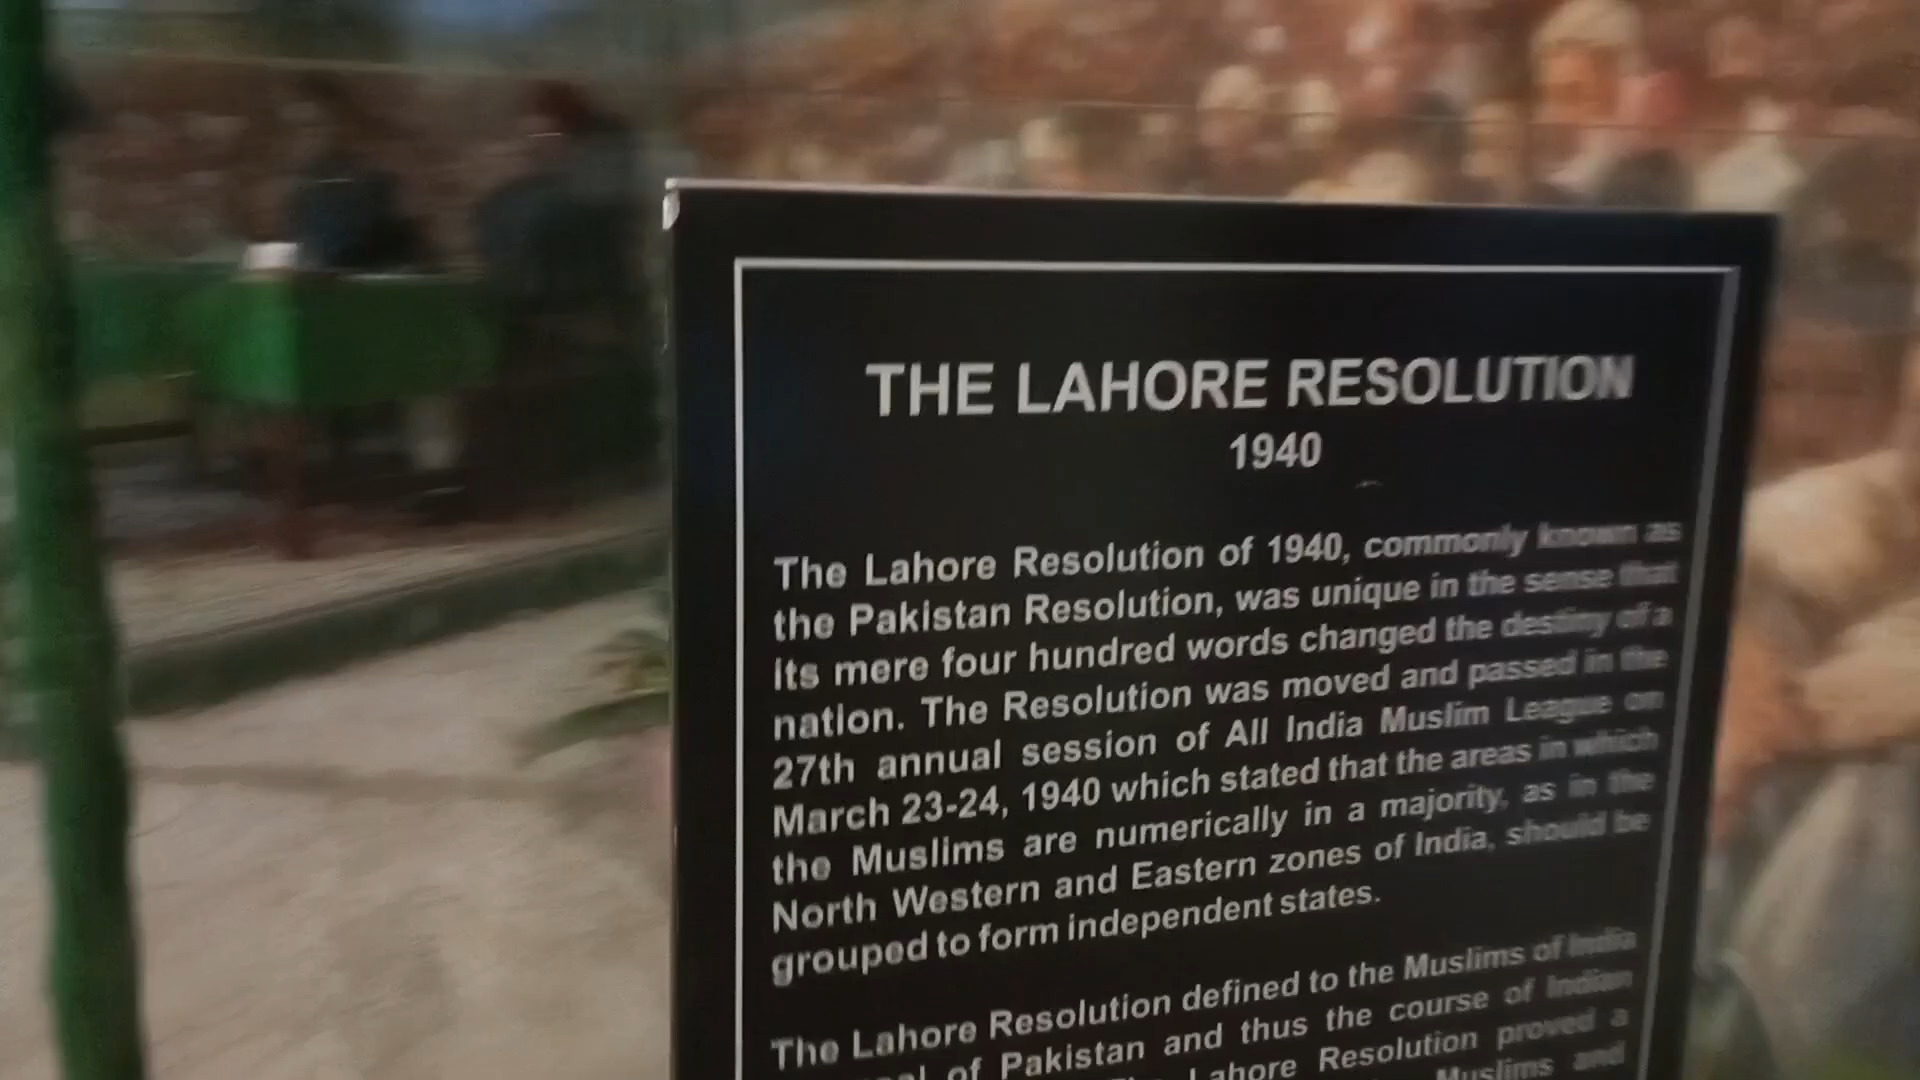 THE LAHORE RESOLUTION
1940
The Lahore Resolution of 1940, commonly known as
the Pakistan Resolution, was unique in the sense that
its mere four hundred words changed the destiny of a
nation. The Resolution was moved and passed in the
27th annual session of All India Muslim League on
March 23-24, 1940 which stated that the areas in which
the Muslims are numerically in a majority, as in the
North Western and Eastern zones of India, should be
grouped to form independent states.
The Lahore Resolution defined to the Muslims of India
of Pakistan and thus the course of Indian
Lahore Resolution proved a
Muslims and